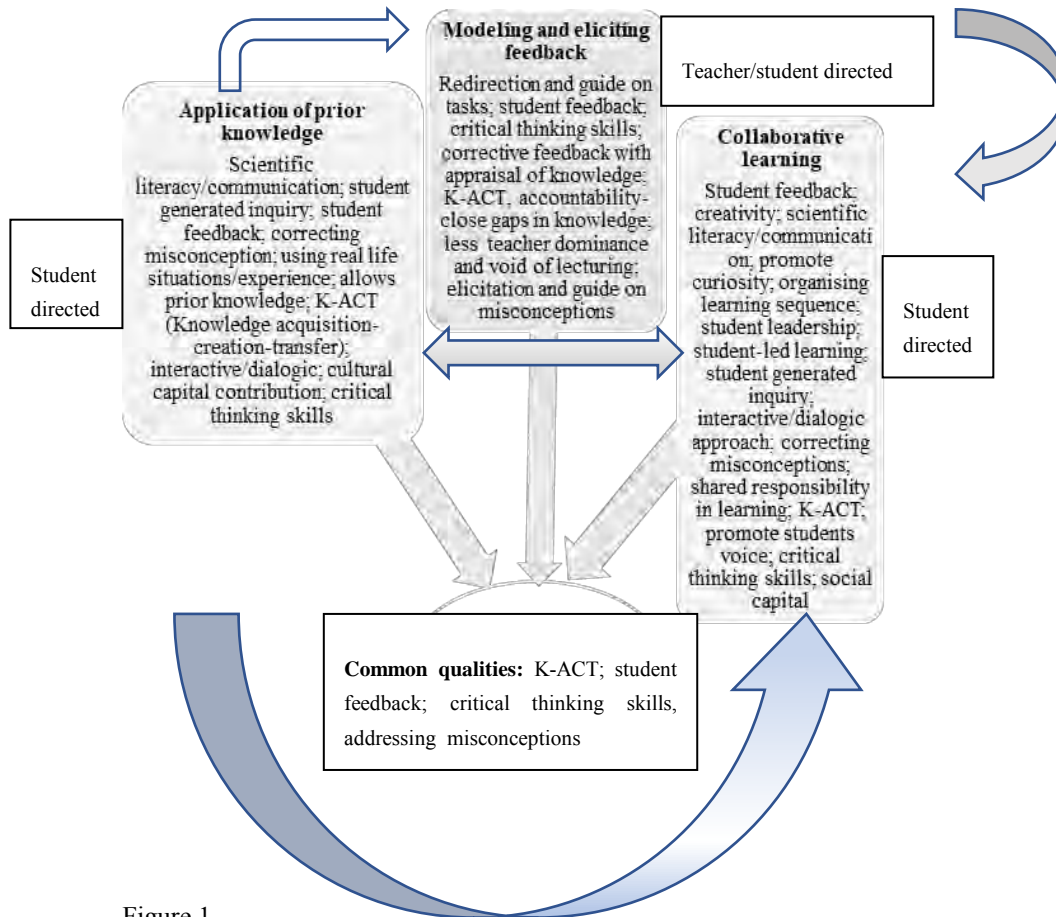 Modeling and eliciting
feedback
Redirection and guide on
tasks; student feedback;
critical thinking skills;
corrective feedback with
appraisal of knowledge;
K-ACT, accountability-
close gaps in knowledge;
less teacher dominance
and void of lecturing;
elicitation and guide on
misconceptions
Teacher/student directed
Application of prior
knowledge
Scientific
literacy/communication; student
generated inquiry; student
feedback; correcting
misconception; using real life
situations/experience; allows
prior knowledge; K-ACT
(Knowledge acquisition-
creation-transfer);
interactive/dialogic; cultural
capital contribution; critical
thinking skills
Student
directed
Collaborative
learning
Student feedback;
creativity; scientific
literacy/communicati
on; promote
curiosity; organising
learning sequence;
student leadership;
student-led learning;
student generated
inquiry;
interactive/dialogic
approach; correcting
misconceptions;
shared responsibility
in learning; K-ACT;
promote students
voice; critical
thinking skills; social
capital
Student
directed
Common qualities: K-ACT; student
feedback; critical thinking skills,
addressing misconceptions
Figure 1